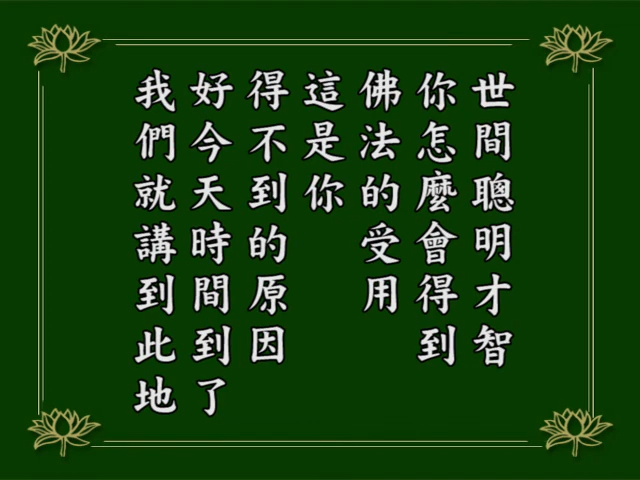 世間聰明才智
你怎麼會得到
佛法的受用
這是你
得不到的原因
好今天時間到了
我們就講到此地